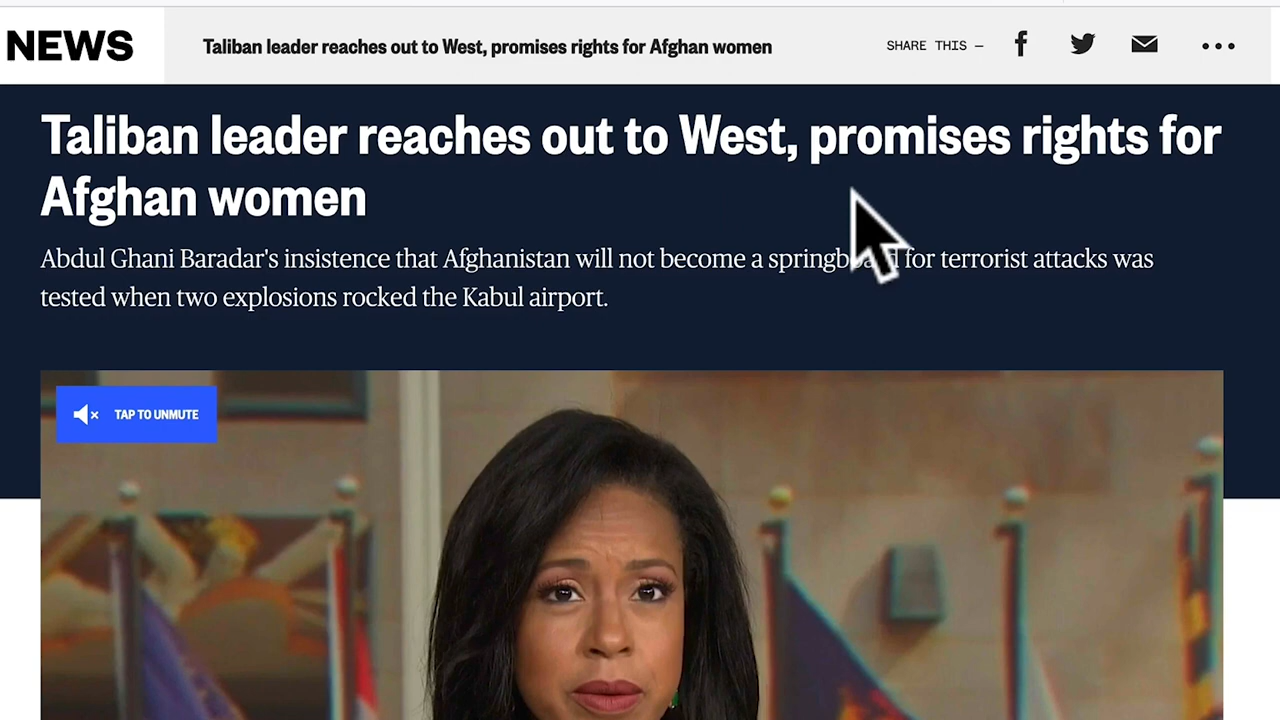 NEWS
Taliban leader reaches out to West, promises rights for Afghan women
SHARE THIS —
Taliban leader reaches out to West, promises rights for
Afghan women
Abdul Ghani Baradar's insistence that Afghanistan will not become a for terrorist attacks was
tested when two explosions rocked the Kabul airport.
TAP TO UNMUTE